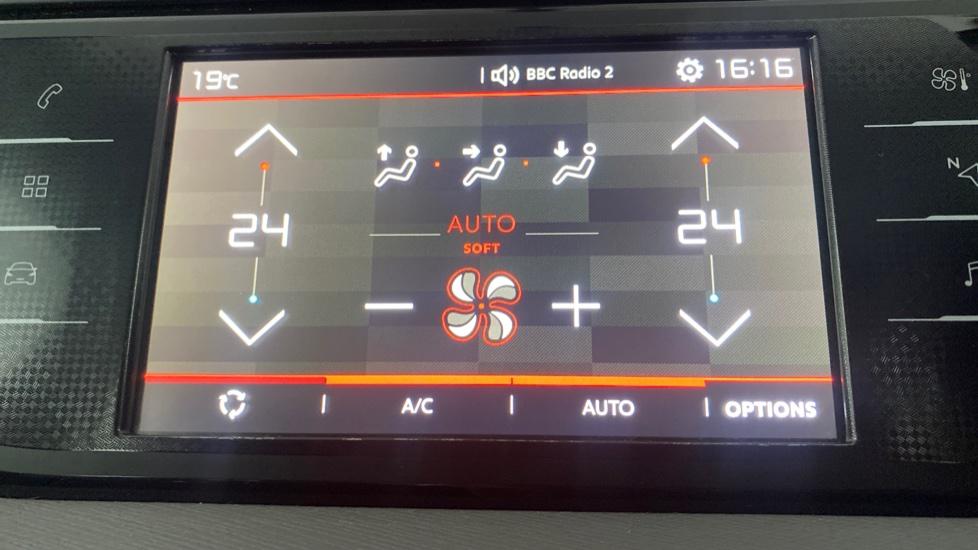 19°C
BBC Radio 2
16:16
N
24
AUTO
24
SOFT
A/C
AUTO
OPTIONS